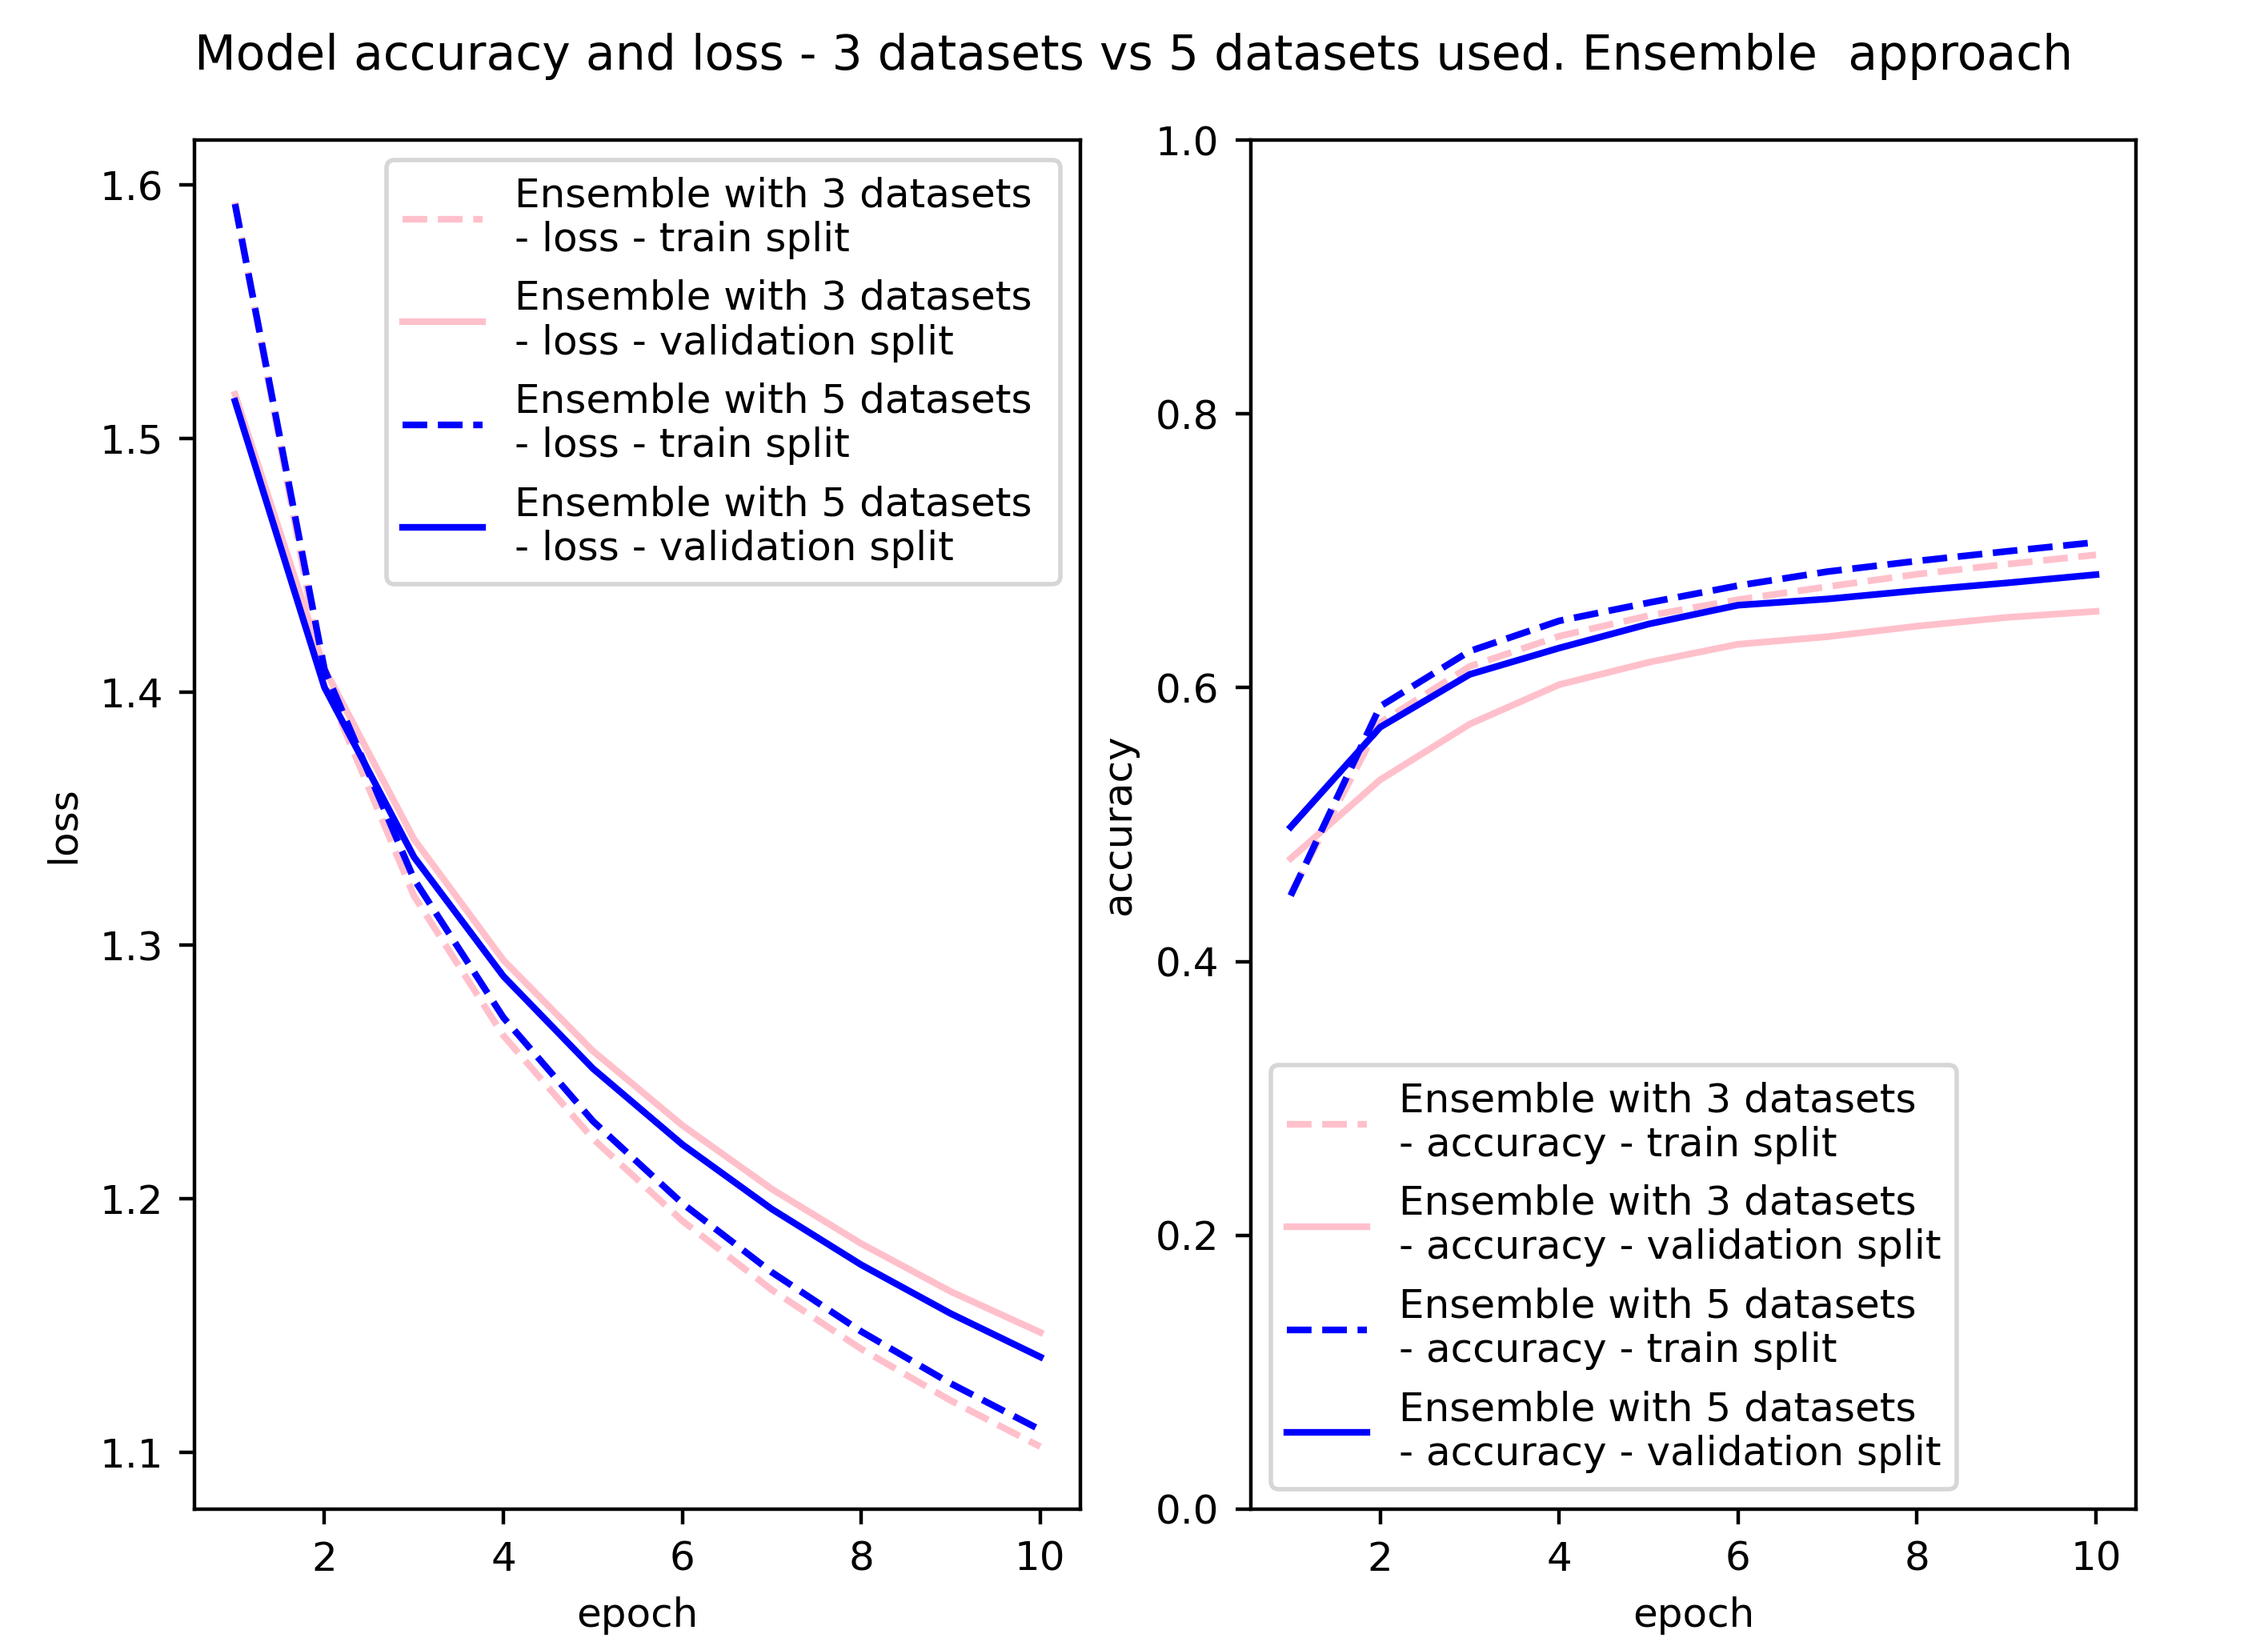 Model accuracy and loss - 3 datasets vs 5 datasets used. Ensemble  approach
1.6
1.5
1.4
1.3
1.2
1.1
loss
Ensemble with 3 datasets
- loss - train split
Ensemble with 3 datasets
- loss - validation split
Ensemble with 5 datasets
- loss - train split
Ensemble with 5 datasets
- loss - validation split
2 4 6 8 10
epoch
1.0
0.8
0.6
0.4
0.2
0.0
accuracy
Ensemble with 3 datasets
- accuracy - train split
Ensemble with 3 datasets
- accuracy - validation split
Ensemble with 5 datasets
- accuracy - train split
Ensemble with 5 datasets
- accuracy - validation split
2 4 6 8 10
epoch